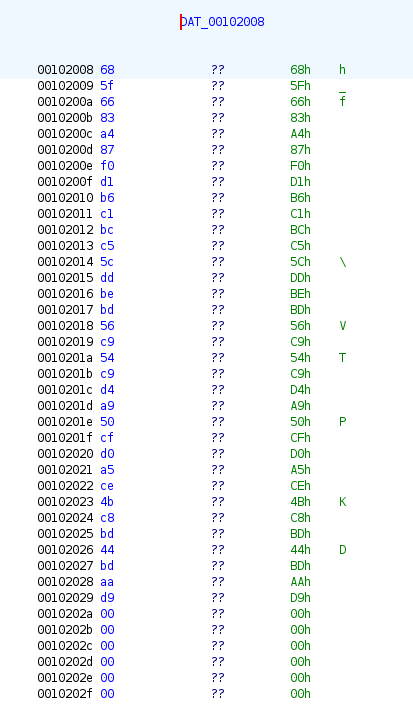 DAT_00102008
00102008 68 ?? 68h h
00102009 5f ?? 5Fh _
0010200a 66 ?? 66h f
0010200b 83 ?? 83h
0010200c a4 ?? A4h
0010200d 87 ?? 87h
0010200e f0 ?? F0h
0010200f d1 ?? D1h
00102010 b6 ?? B6h
00102011 c1 ?? C1h
00102012 bc ?? BCh
00102013 c5 ?? C5h
00102014 5c ?? 5Ch \
00102015 dd ?? DDh
00102016 be ?? BEh
00102017 bd ?? BDh
00102018 56 ?? 56h V
00102019 c9 ?? C9h
0010201a 54 ?? 54h T
0010201b c9 ?? C9h
0010201c d4 ?? D4h
0010201d a9 ?? A9h
0010201e 50 ?? 50h P
0010201f cf ?? CFh
00102020 d0 ?? D0h
00102021 a5 ?? A5h
00102022 ce ?? CEh
00102023 4b ?? 4Bh K
00102024 c8 ?? C8h
00102025 bd ?? BDh
00102026 44 ?? 44h D
00102027 bd ?? BDh
00102028 aa ?? AAh
00102029 d9 ?? D9h
0010202a 00 ?? 00h
0010202b 00 ?? 00h
0010202c 00 ?? 00h
0010202d 00 ?? 00h
0010202e 00 ?? 00h
0010202f 00 ?? 00h